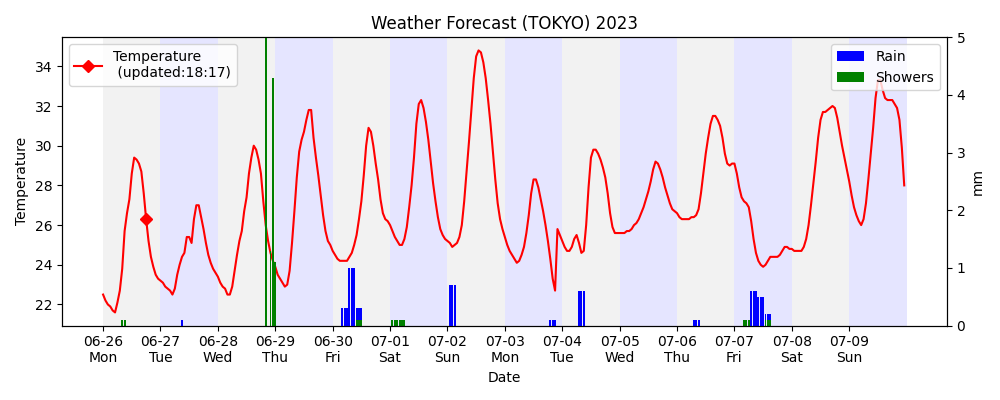 Weather Forecast (TOKYO) 2023
Temperature
(updated:18:17)
Rain
Showers
Temperature
34
32
30
28
26
24
22
5
4
3
2
1
0
mm
06-26 06-27 06-28 06-29 06-30 07-01 07-02 07-03 07-04 07-05 07-06 07-07 07-08 07-09
Mon Tue Wed Thu Fri Sat Sun Mon Tue Wed Thu Fri Sat Sun
Date